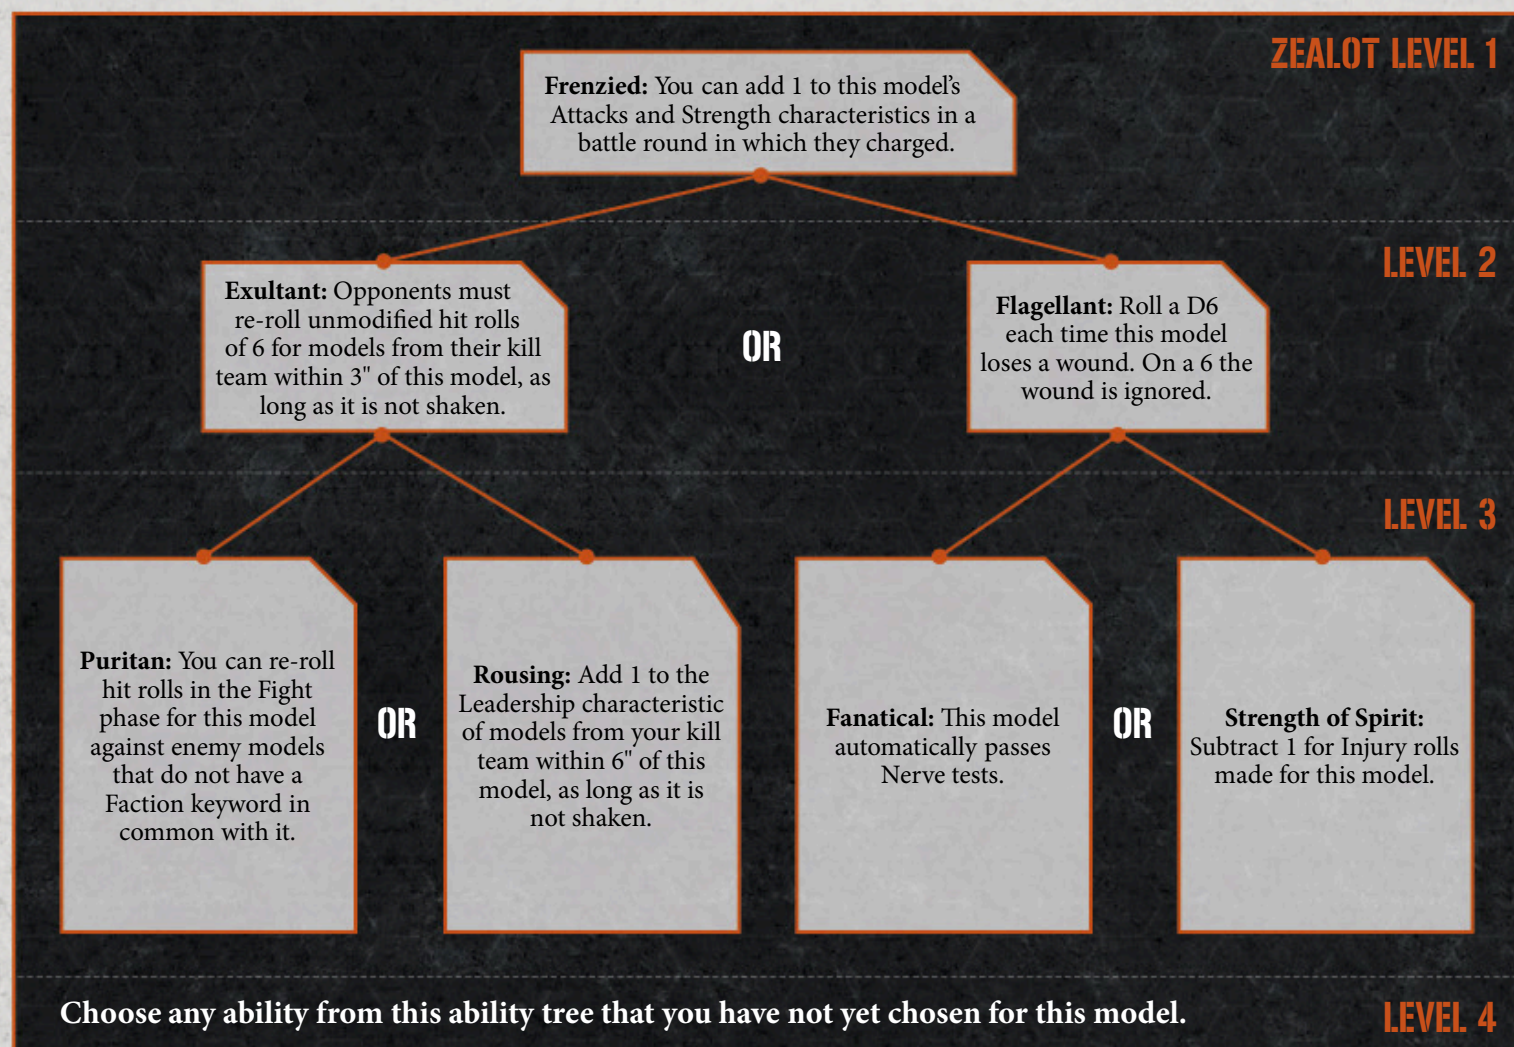 ZEALOT LEVEL 1
Frenzied: You can add 1 to this model's
Attacks and Strength characteristics in a
battle round in which they charged.
LEVEL 2
Exultant: Opponents must
re-roll unmodified hit rolls
of 6 for models from their kill
team within 3" of this model, as
long as it is not shaken.
OR
Flagellant: Roll a D6
each time this model
loses a wound. On a 6 the
wound is ignored.
LEVEL 3
Puritan: You can re-roll
hit rolls in the Fight
phase for this model
against enemy models
that do not have a
Faction keyword in
common with it.
OR
Rousing: Add 1 to the
Leadership characteristic
of models from your kill
team within 6" of this
model, as long as it is
not shaken.
Fanatical: This model
automatically passes
Nerve tests.
OR
Strength of Spirit:
Subtract 1 for Injury rolls
made for this model.
Choose any ability from this ability tree that you have not yet chosen for this model.
LEVEL 4